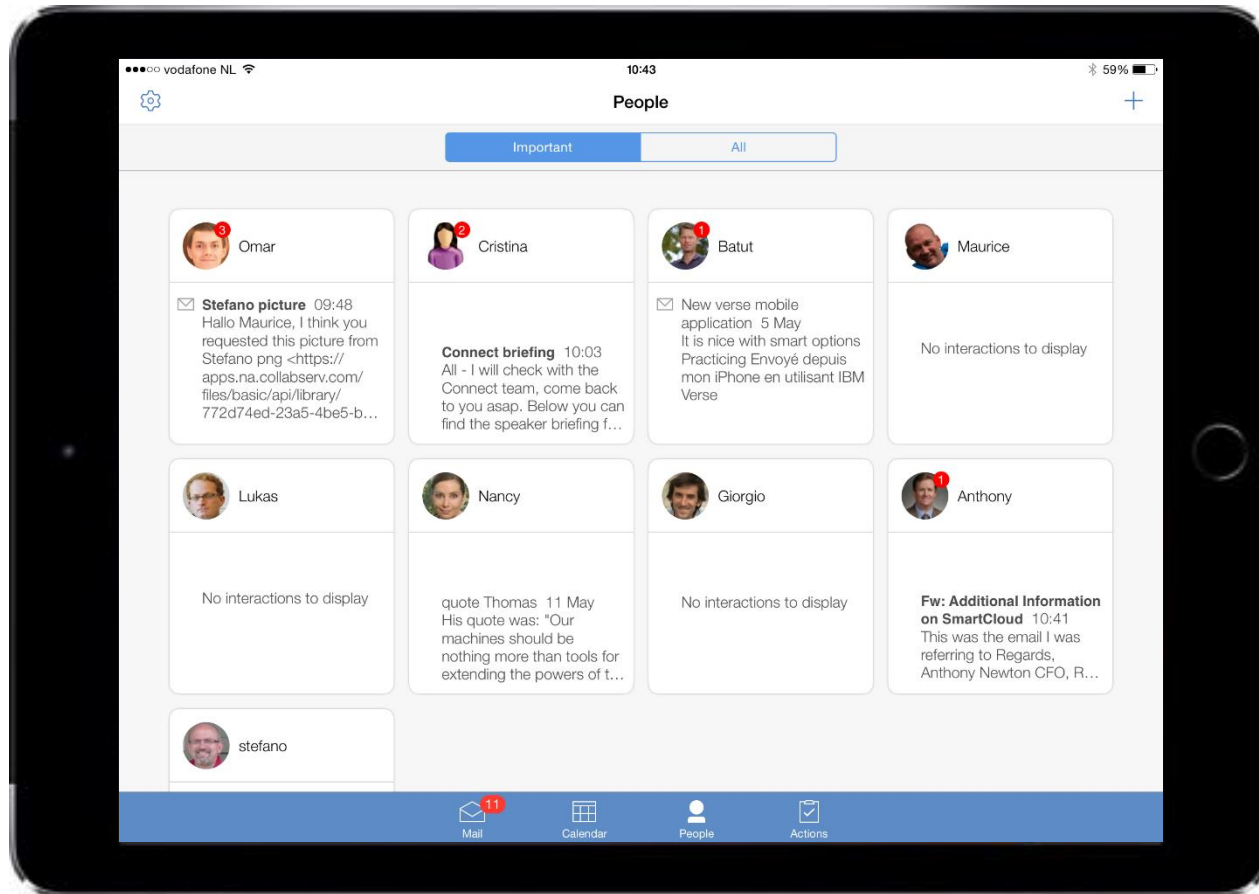 vodafone NL 10:43 59%
People
Important All
3
Omar
Stefano picture 09:48
Hallo Maurice, I think you
requested this picture from
Stefano png <https://
apps.na.collabserv.com/
files/basic/api/library/
772d74ed-23a5-4be5-b...
2
Cristina
Connect briefing 10:03
All - I will check with the
Connect team, come back
to you asap. Below you can
find the speaker briefing f...
1
Batut
New verse mobile
application 5 May
It is nice with smart options
Practicing Envoyé depuis
mon iPhone en utilisant IBM
Verse
Maurice
No interactions to display
Lukas
No interactions to display
Nancy
quote Thomas 11 May
His quote was: "Our
machines should be
nothing more than tools for
extending the powers of t...
Giorgio
No interactions to display
1
Anthony
Fw: Additional Information
on SmartCloud 10:41
This was the email I was
referring to Regards,
Anthony Newton CFO, R...
stefano
11
Mail Calendar People Actions